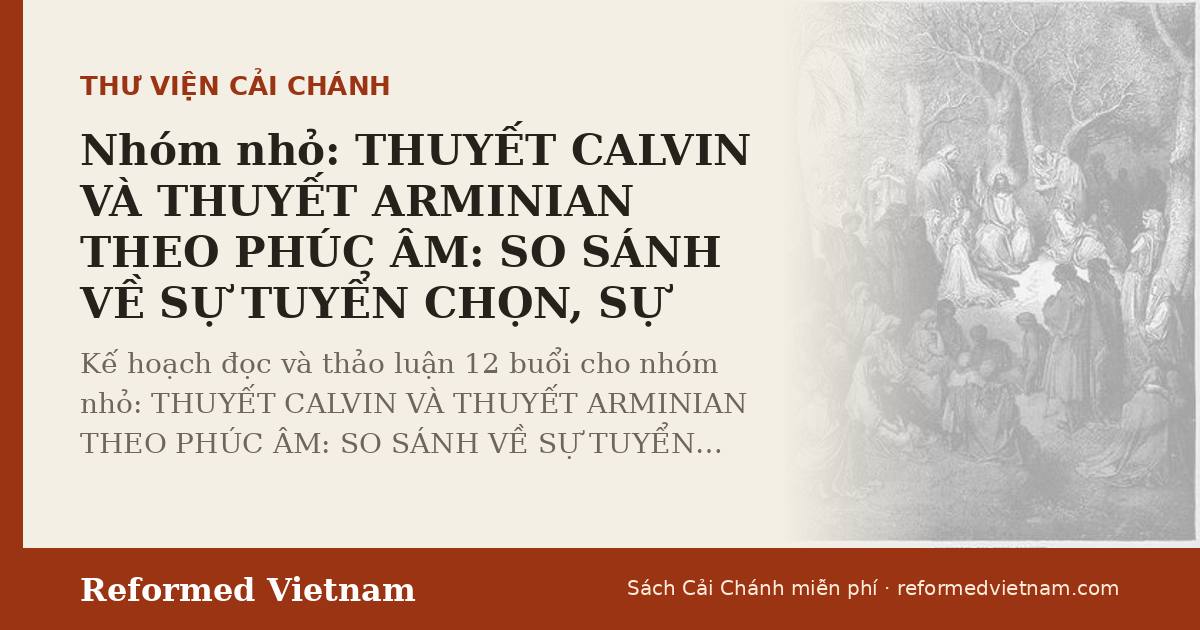 THƯ VIỆN CẢI CHÁNH
Nhóm nhỏ: THUYẾT CALVIN
VÀ THUYẾT ARMINIAN
THEO PHÚC ÂM: SO SÁNH
VỀ SỰ TUYỂN CHỌN, SỰ
Kế hoạch đọc và thảo luận 12 buổi cho nhóm
nhỏ: THUYẾT CALVIN VÀ THUYẾT ARMINIAN
THEO PHÚC ÂM: SO SÁNH VỀ SỰ TUYỂN...
Reformed Vietnam
Sách Cải Chánh miễn phí · reformedvietnam.com